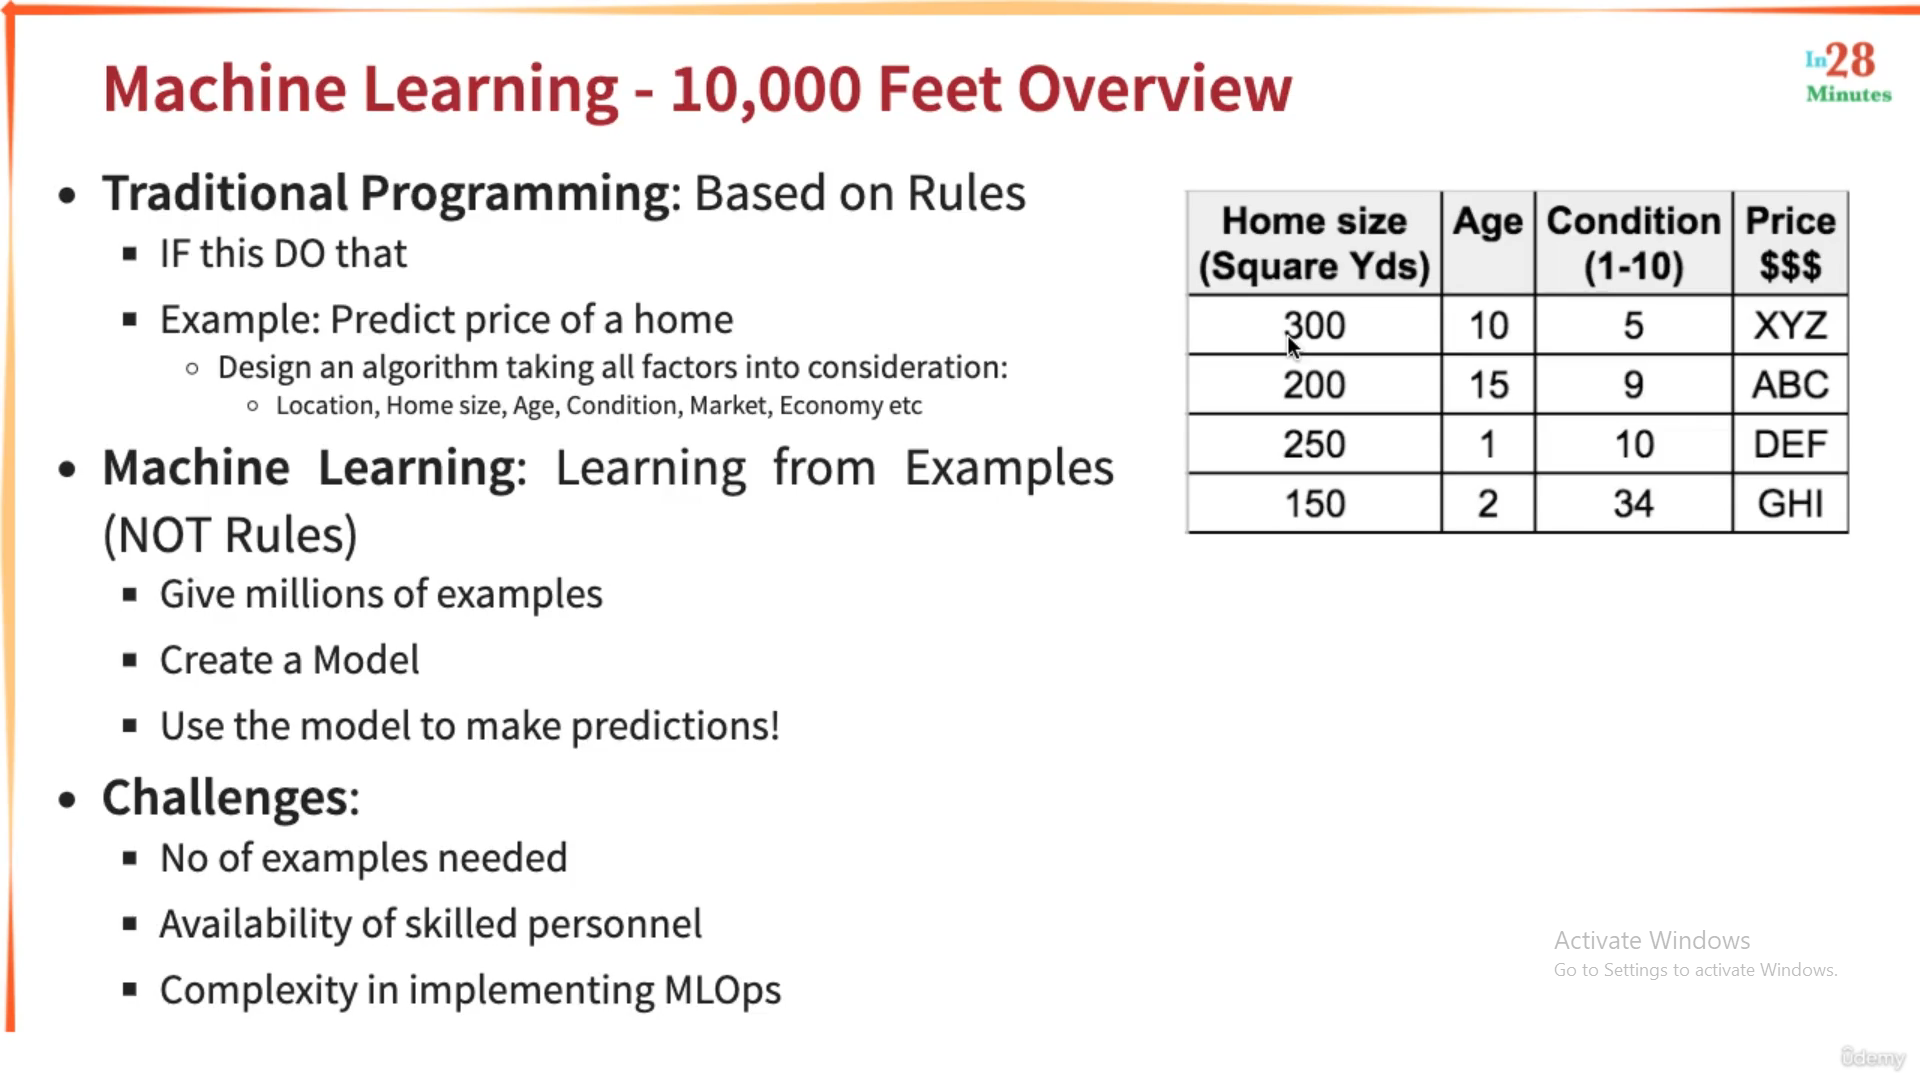 Machine Learning - 10,000 Feet Overview
In28
Minutes
• Traditional Programming: Based on Rules
▪ IF this DO that
▪ Example: Predict price of a home
○ Design an algorithm taking all factors into consideration:
○ Location, Home size, Age, Condition, Market, Economy etc
• Machine Learning: Learning from Examples
(NOT Rules)
▪ Give millions of examples
▪ Create a Model
▪ Use the model to make predictions!
• Challenges:
▪ No of examples needed
▪ Availability of skilled personnel
▪ Complexity in implementing MLOps
Home size Age Condition Price
(Square Yds) (1-10) $$$
300 10 5 XYZ
200 15 9 ABC
250 1 10 DEF
150 2 34 GHI
Activate Windows
Go to Settings to activate Windows.
ûdemy